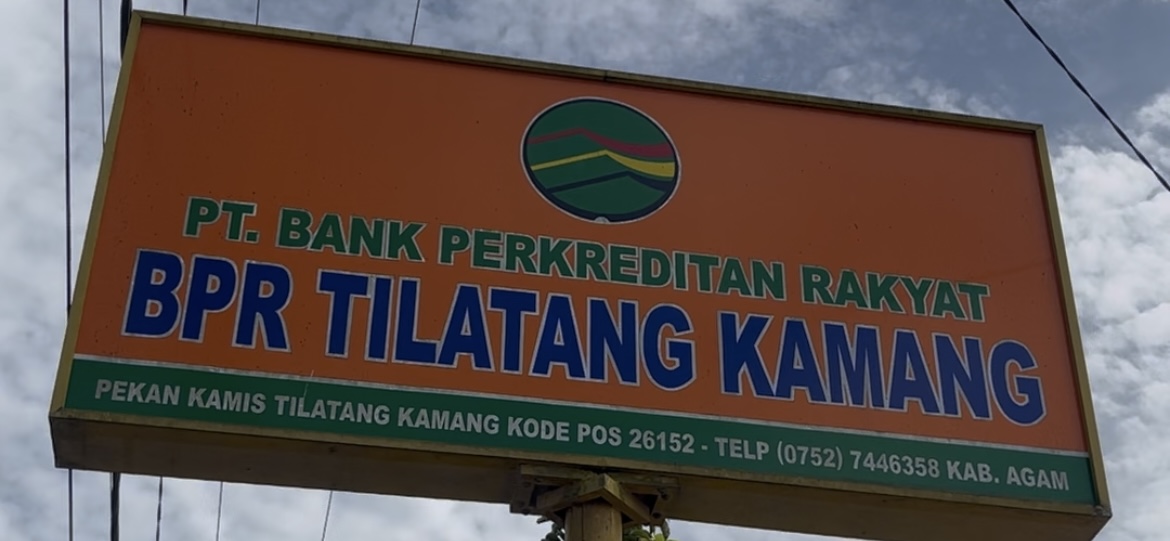 PT. BANK PERKREDITAN RAKYAT
BPR TILATANG KAMANG
PEKAN KAMIS TILATANG KAMANG KODE POS 26152 - TELP (0752) 7446358 KAB. AGAM